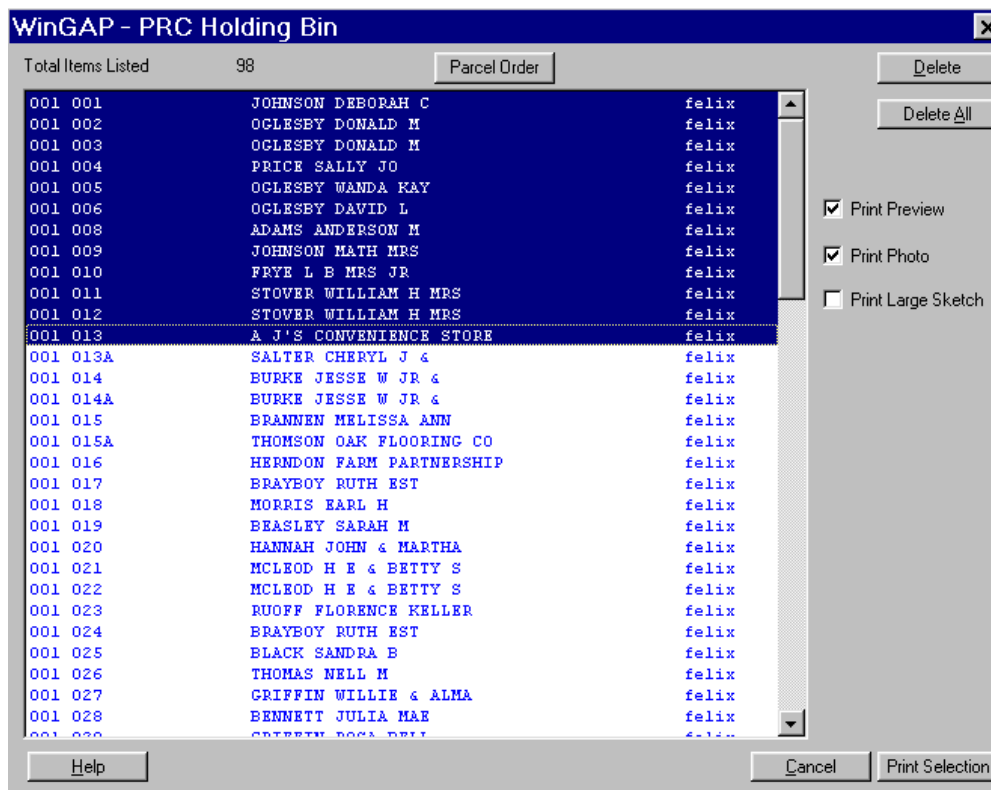 WinGAP - PRC Holding Bin
Total Items Listed 98 Parcel Order Delete
Delete All
001 001 JOHNSON DEBORAH C felix
001 002 OGLESBY DONALD M felix
001 003 OGLESBY DONALD M felix
001 004 PRICE SALLY JO felix
001 005 OGLESBY WANDA KAY felix
001 006 OGLESBY DAVID L felix
001 008 ADAMS ANDERSON M felix
001 009 JOHNSON MATH MRS felix
001 010 FRYE L B MRS JR felix
001 011 STOVER WILLIAM H MRS felix
001 012 STOVER WILLIAM H MRS felix
001 013 A J'S CONVENIENCE STORE felix
001 013A SALTER CHERYL J & felix
001 014 BURKE JESSE W JR & felix
001 014A BURKE JESSE W JR & felix
001 015 BRANNEN MELISSA ANN felix
001 015A THOMSON OAK FLOORING CO felix
001 016 HERNDON FARM PARTNERSHIP felix
001 017 BRAYBOY RUTH EST felix
001 018 MORRIS EARL H felix
001 019 BEASLEY SARAH M felix
001 020 HANNAH JOHN & MARTHA felix
001 021 MCLEOD H E & BETTY S felix
001 022 MCLEOD H E & BETTY S felix
001 023 RUOFF FLORENCE KELLER felix
001 024 BRAYBOY RUTH EST felix
001 025 BLACK SANDRA B felix
001 026 THOMAS NELL M felix
001 027 GRIFFIN WILLIE & ALMA felix
001 028 BENNETT JULIA MAE felix
Print Preview
Print Photo
Print Large Sketch
Help Cancel Print Selection